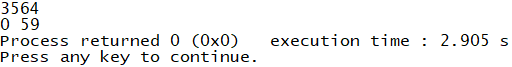 3564
0 59
Process returned 0 (0x0)   execution time : 2.905 s
Press any key to continue.